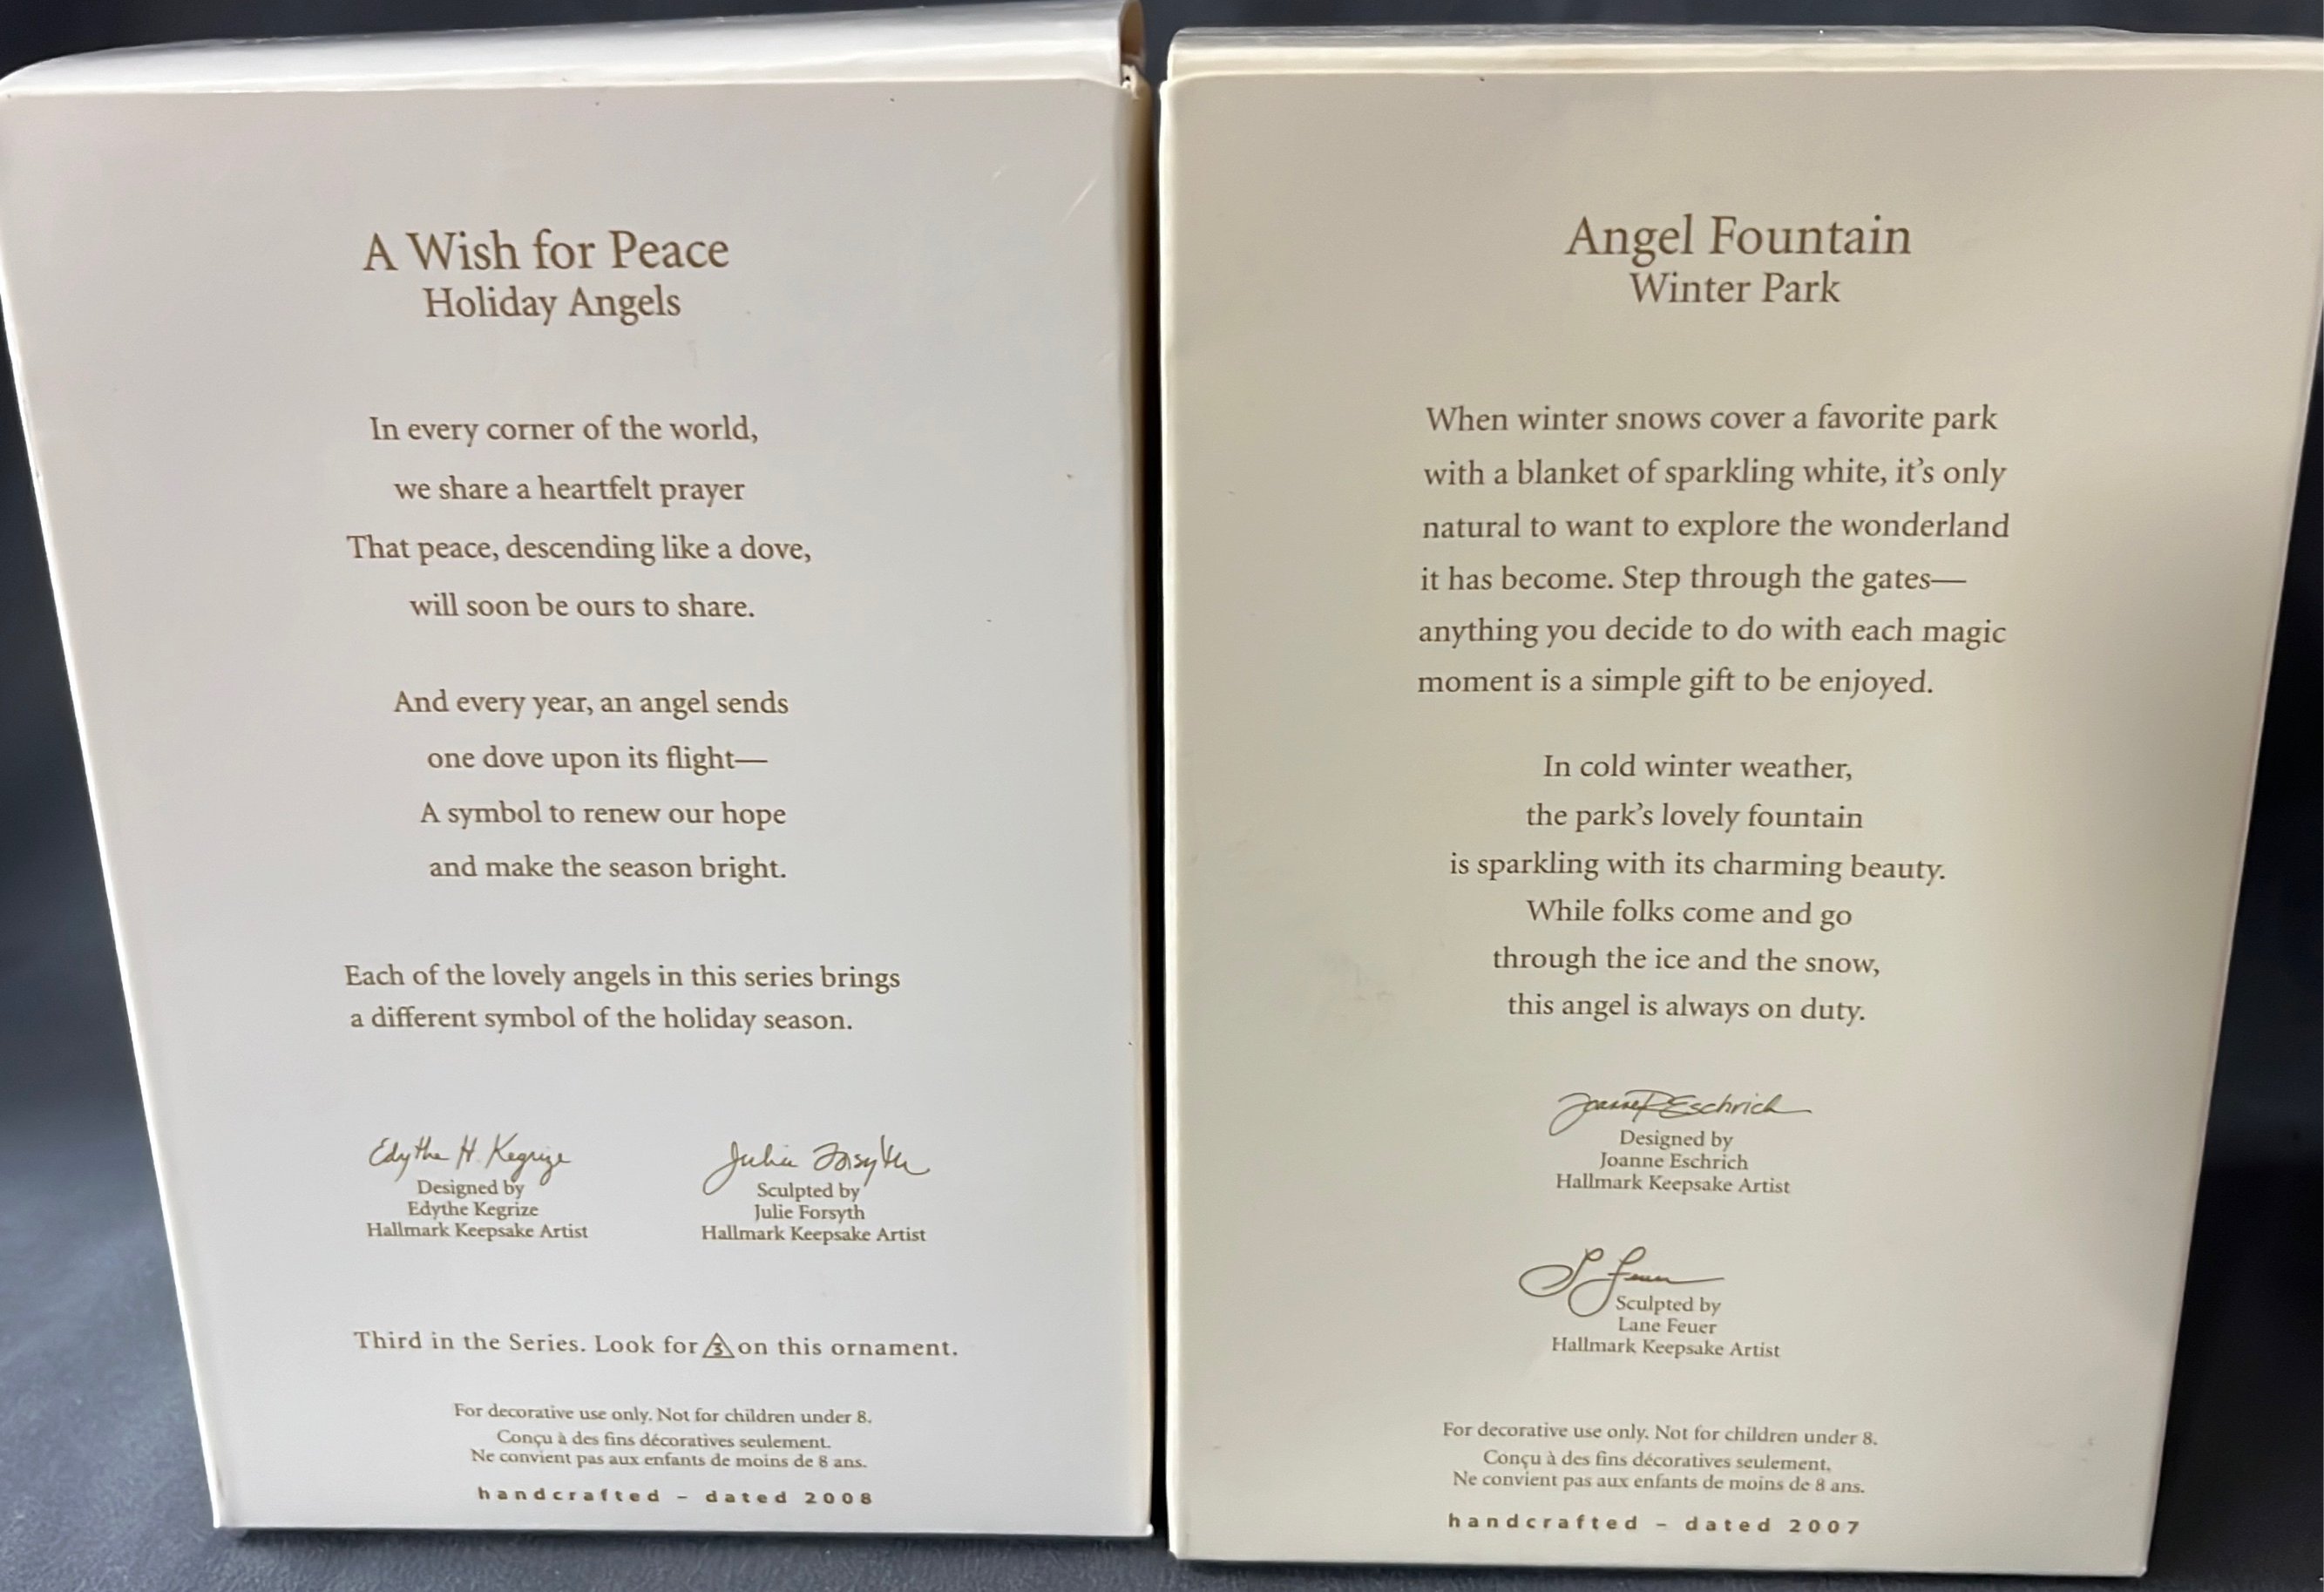 A Wish for Peace
Holiday Angels
In every corner of the world,
we share a heartfelt prayer
That peace, descending like a dove,
will soon be ours to share.
And every year, an angel sends
one dove upon its flight—
A symbol to renew our hope
and make the season bright.
Each of the lovely angels in this series brings
a different symbol of the holiday season.
Edythe H. Kegrize
Designed by
Edythe Kegrize
Hallmark Keepsake Artist
Julie Forsyth
Sculpted by
Julie Forsyth
Hallmark Keepsake Artist
Third in the Series. Look for 3 on this ornament.
For decorative use only. Not for children under 8.
Conçu à des fins décoratives seulement.
Ne convient pas aux enfants de moins de 8 ans.
handcrafted – dated 2008
Angel Fountain
Winter Park
When winter snows cover a favorite park
with a blanket of sparkling white, it's only
natural to want to explore the wonderland
it has become. Step through the gates—
anything you decide to do with each magic
moment is a simple gift to be enjoyed.
In cold winter weather,
the park's lovely fountain
is sparkling with its charming beauty.
While folks come and go
through the ice and the snow,
this angel is always on duty.
Joanne Eschrich
Designed by
Joanne Eschrich
Hallmark Keepsake Artist
L Feuer
Sculpted by
Lane Feuer
Hallmark Keepsake Artist
For decorative use only. Not for children under 8.
Conçu à des fins décoratives seulement.
Ne convient pas aux enfants de moins de 8 ans.
handcrafted – dated 2007